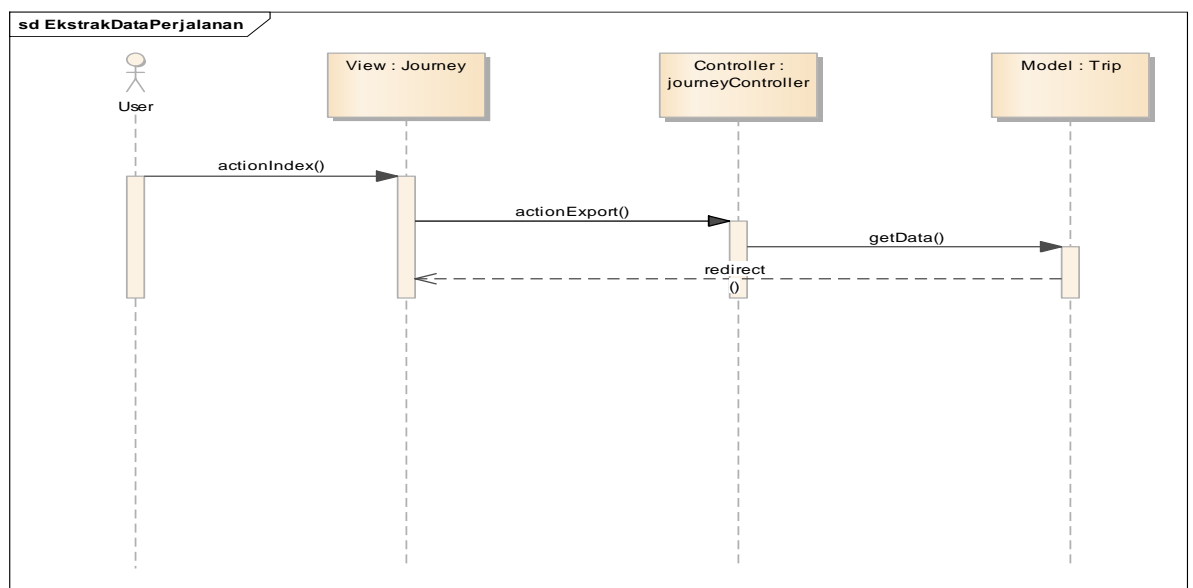 sd EkstrakDataPerjalanan
User
View : Journey
Controller :
journeyController
Model : Trip
actionIndex()
actionExport()
getData()
redirect
()